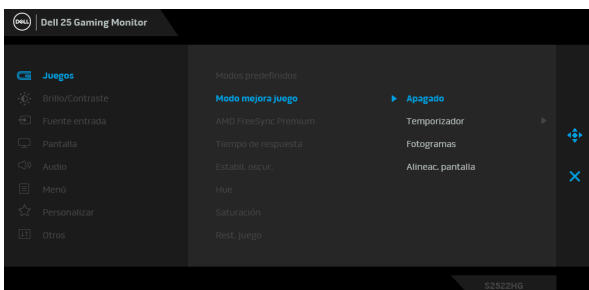 DELL
Dell 25 Gaming Monitor
Juegos
Brillo/Contraste
Fuente entrada
Pantalla
Audio
Menú
Personalizar
Otros
Modos predefinidos
Modo mejora juego
AMD FreeSync Premium
Tiempo de respuesta
Estabil. oscur.
Hue
Saturación
Rest. juego
Apagado
Temporizador
Fotogramas
Alineac. pantalla
S2522HG